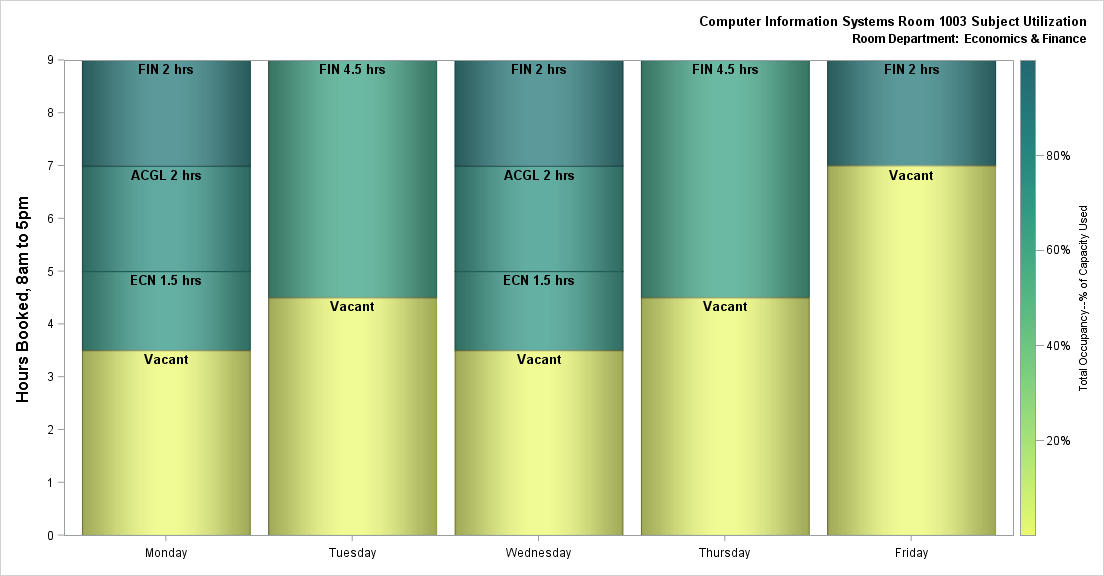 Computer Information Systems Room 1003 Subject Utilization
Room Department: Economics & Finance
Hours Booked, 8am to 5pm
9
8
7
6
5
4
3
2
1
0
FIN 2 hrs
ACGL 2 hrs
ECN 1.5 hrs
Vacant
FIN 4.5 hrs
Vacant
FIN 2 hrs
ACGL 2 hrs
ECN 1.5 hrs
Vacant
FIN 4.5 hrs
Vacant
FIN 2 hrs
Vacant
Monday
Tuesday
Wednesday
Thursday
Friday
80%
60%
40%
20%
Total Occupancy--% of Capacity Used